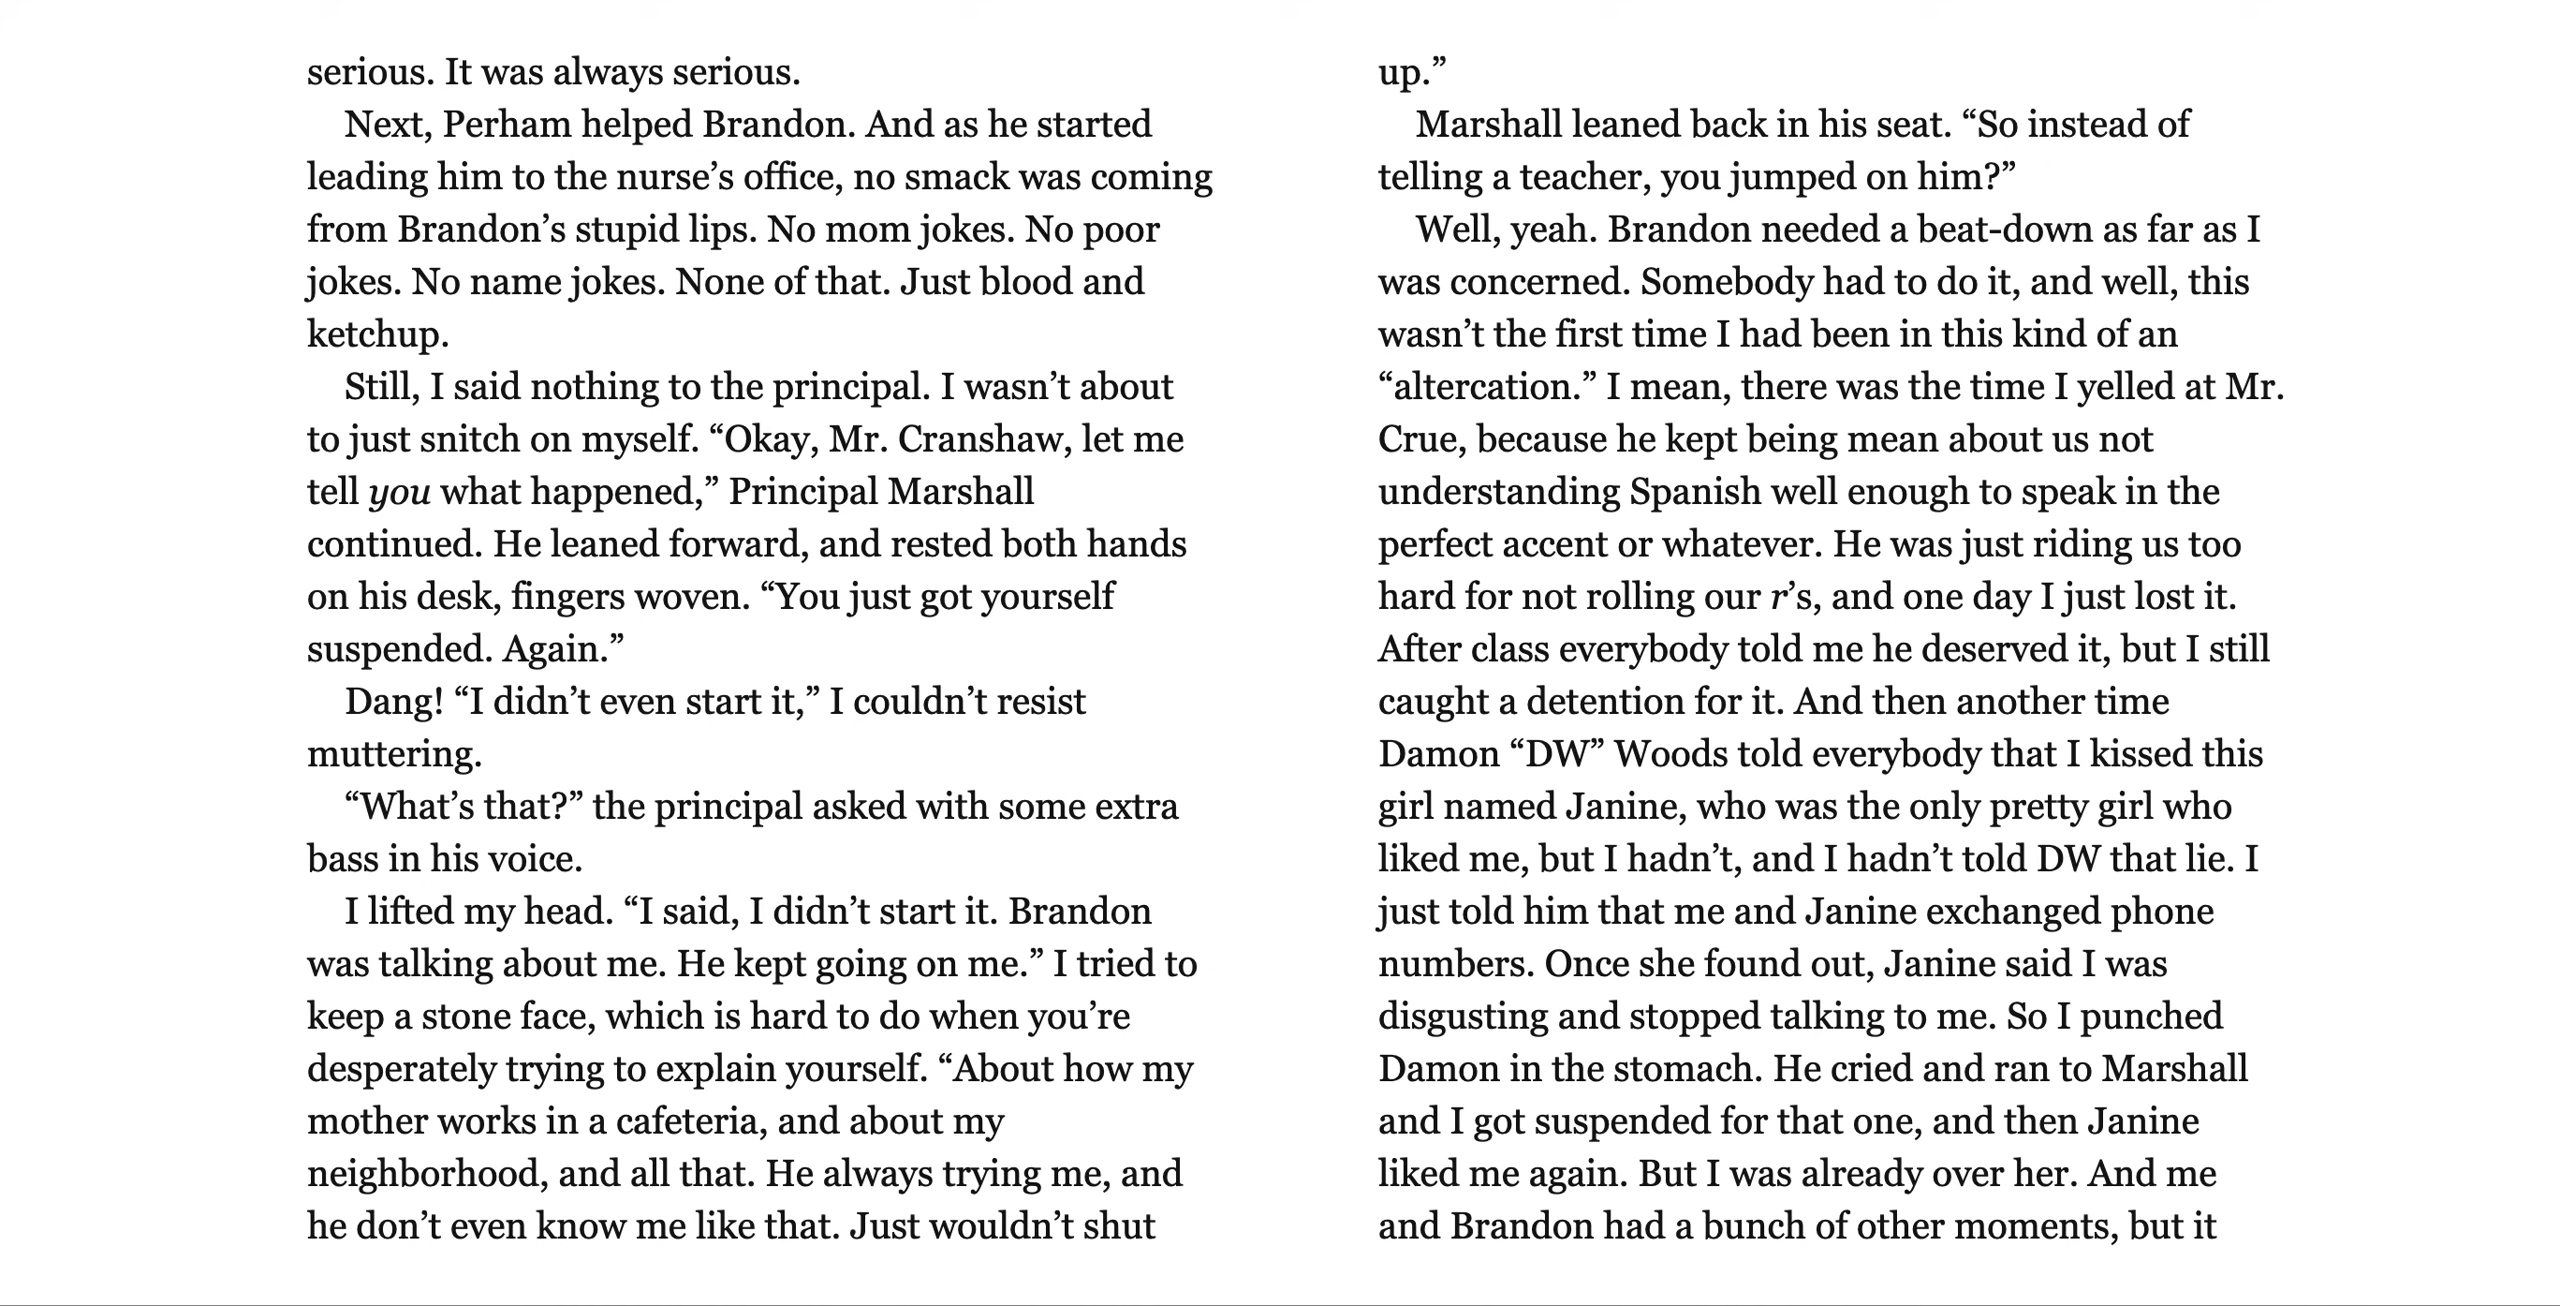 serious. It was always serious.
Next, Perham helped Brandon. And as he started
leading him to the nurse’s office, no smack was coming
from Brandon’s stupid lips. No mom jokes. No poor
jokes. No name jokes. None of that. Just blood and
ketchup.
Still, I said nothing to the principal. I wasn’t about
to just snitch on myself. “Okay, Mr. Cranshaw, let me
tell you what happened,” Principal Marshall
continued. He leaned forward, and rested both hands
on his desk, fingers woven. “You just got yourself
suspended. Again.”
Dang! “I didn’t even start it,” I couldn’t resist
muttering.
“What’s that?” the principal asked with some extra
bass in his voice.
I lifted my head. “I said, I didn’t start it. Brandon
was talking about me. He kept going on me.” I tried to
keep a stone face, which is hard to do when you’re
desperately trying to explain yourself. “About how my
mother works in a cafeteria, and about my
neighborhood, and all that. He always trying me, and
he don’t even know me like that. Just wouldn’t shut
up.”
Marshall leaned back in his seat. “So instead of
telling a teacher, you jumped on him?”
Well, yeah. Brandon needed a beat-down as far as I
was concerned. Somebody had to do it, and well, this
wasn’t the first time I had been in this kind of an
“altercation.” I mean, there was the time I yelled at Mr.
Crue, because he kept being mean about us not
understanding Spanish well enough to speak in the
perfect accent or whatever. He was just riding us too
hard for not rolling our r’s, and one day I just lost it.
After class everybody told me he deserved it, but I still
caught a detention for it. And then another time
Damon “DW” Woods told everybody that I kissed this
girl named Janine, who was the only pretty girl who
liked me, but I hadn’t, and I hadn’t told DW that lie. I
just told him that me and Janine exchanged phone
numbers. Once she found out, Janine said I was
disgusting and stopped talking to me. So I punched
Damon in the stomach. He cried and ran to Marshall
and I got suspended for that one, and then Janine
liked me again. But I was already over her. And me
and Brandon had a bunch of other moments, but it